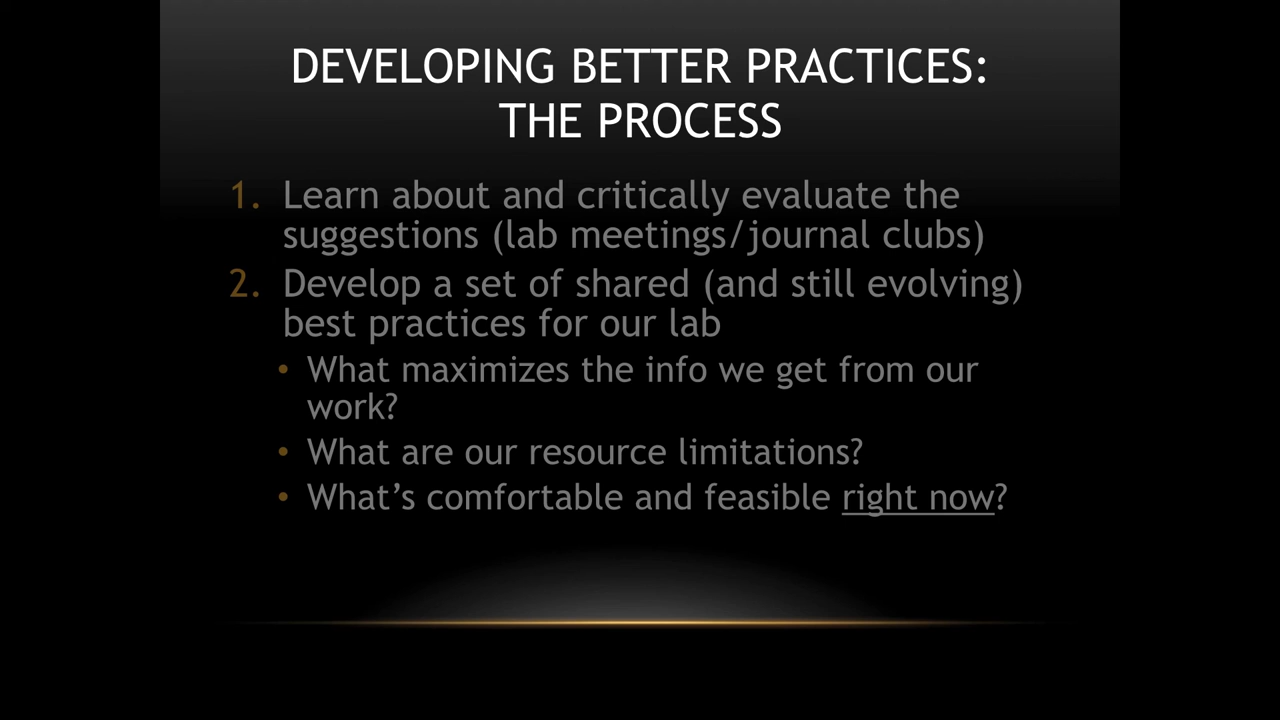 DEVELOPING BETTER PRACTICES:
THE PROCESS
1. Learn about and critically evaluate the
suggestions (lab meetings/journal clubs)
2. Develop a set of shared (and still evolving)
best practices for our lab
• What maximizes the info we get from our
work?
• What are our resource limitations?
• What’s comfortable and feasible right now?